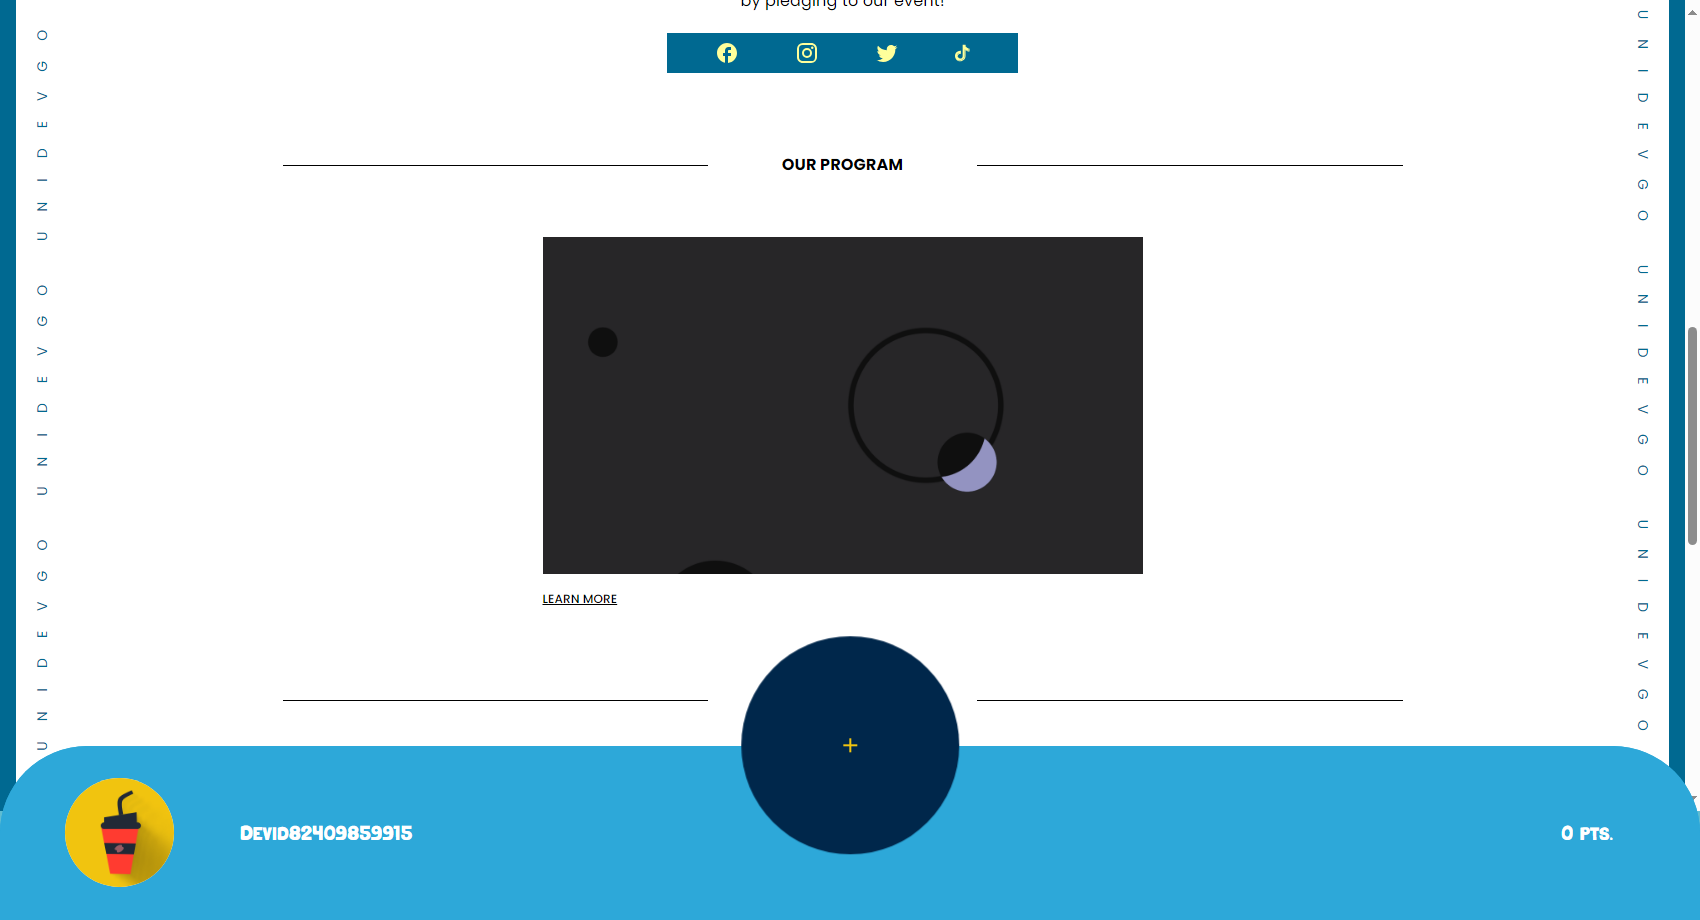 by pledging to our event!
OUR PROGRAM
LEARN MORE
UNIDEVGO UNIDEVGO UNIDEVGO
UNIDEVGO UNIDEVGO UNIDEVGO
+
Devid82409859915
0 PTS.